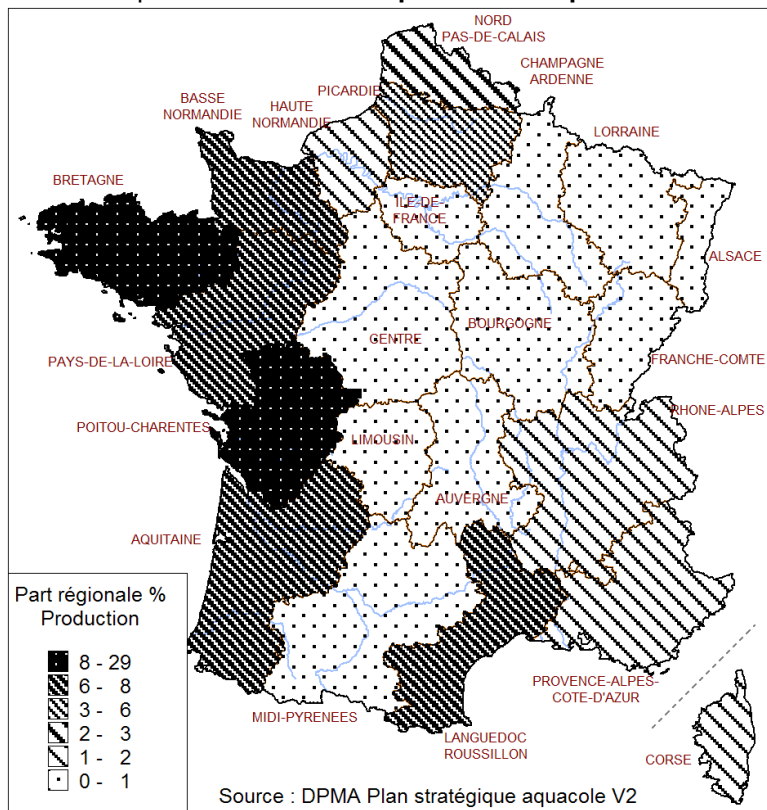 NORD
PAS-DE-CALAIS
CHAMPAGNE
ARDENNE
PICARDIE
BASSE
NORMANDIE
HAUTE
NORMANDIE
LORRAINE
BRETAGNE
ILE-DE-
FRANCE
ALSACE
BOURGOGNE
CENTRE
PAYS-DE-LA-LOIRE
FRANCHE-COMTE
RHONE-ALPES
POITOU-CHARENTES
LIMOUSIN
AUVERGNE
AQUITAINE
PROVENCE-ALPES-
COTE-D'AZUR
MIDI-PYRENEES
LANGUEDOC
ROUSSILLON
CORSE
Part régionale %
Production
8 - 29
6 - 8
3 - 6
2 - 3
1 - 2
0 - 1
Source : DPMA Plan stratégique aquacole V2